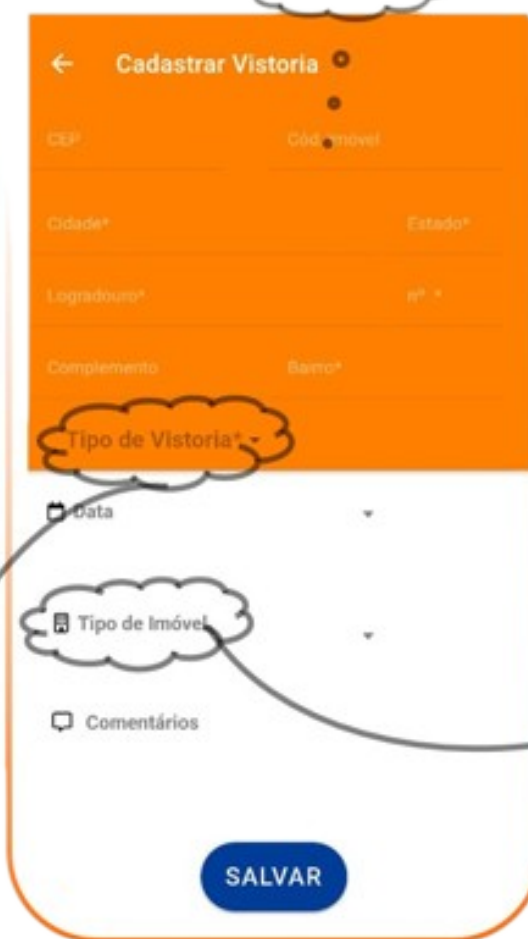 Cadastrar Vistoria
CEP Cód. imovel
Cidade* Estado*
Logradouro* nº *
Complemento Bairro*
Tipo de Vistoria*
Data
Tipo de Imóvel
Comentários
SALVAR